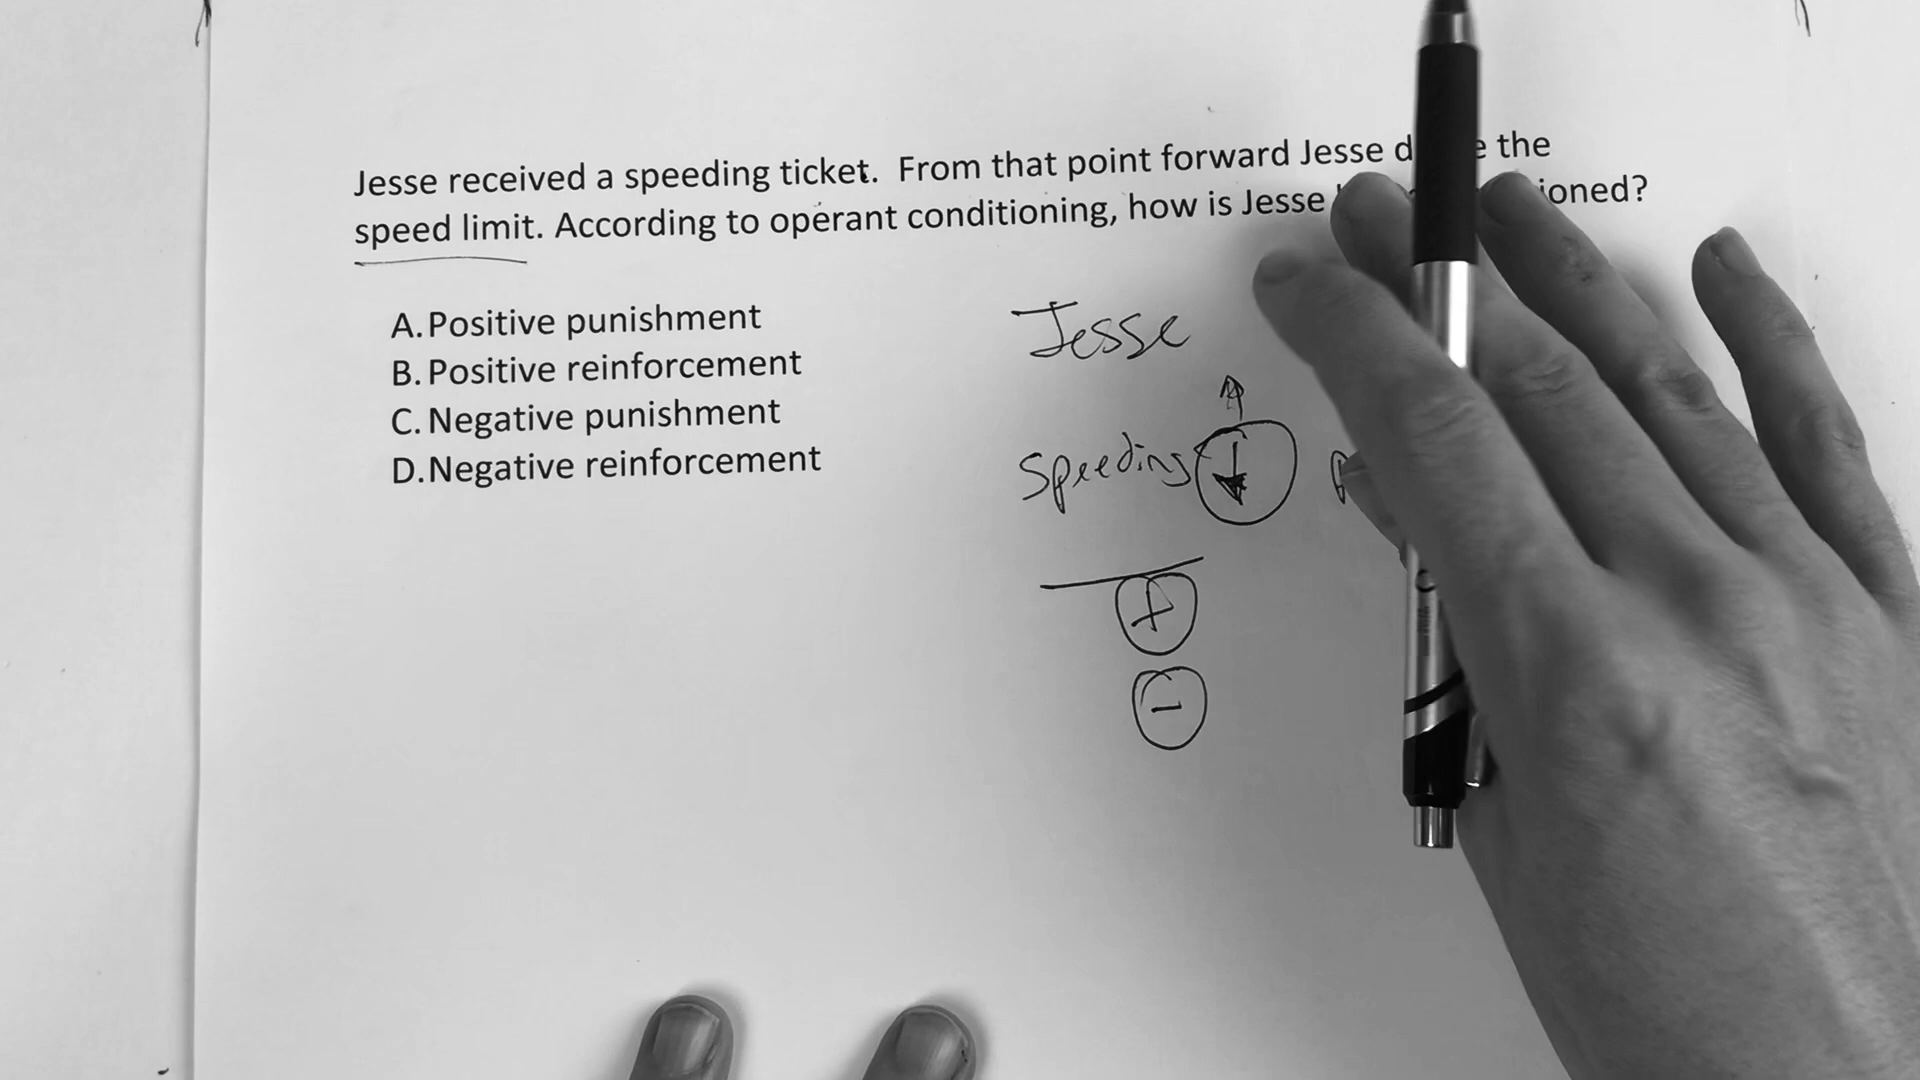 Jesse received a speeding ticket. From that point forward Jesse the
speed limit. According to operant conditioning, how is Jesse
A. Positive punishment
B. Positive reinforcement
C. Negative punishment
D. Negative reinforcement
Jesse
Speeding ↑ ↓
+
-